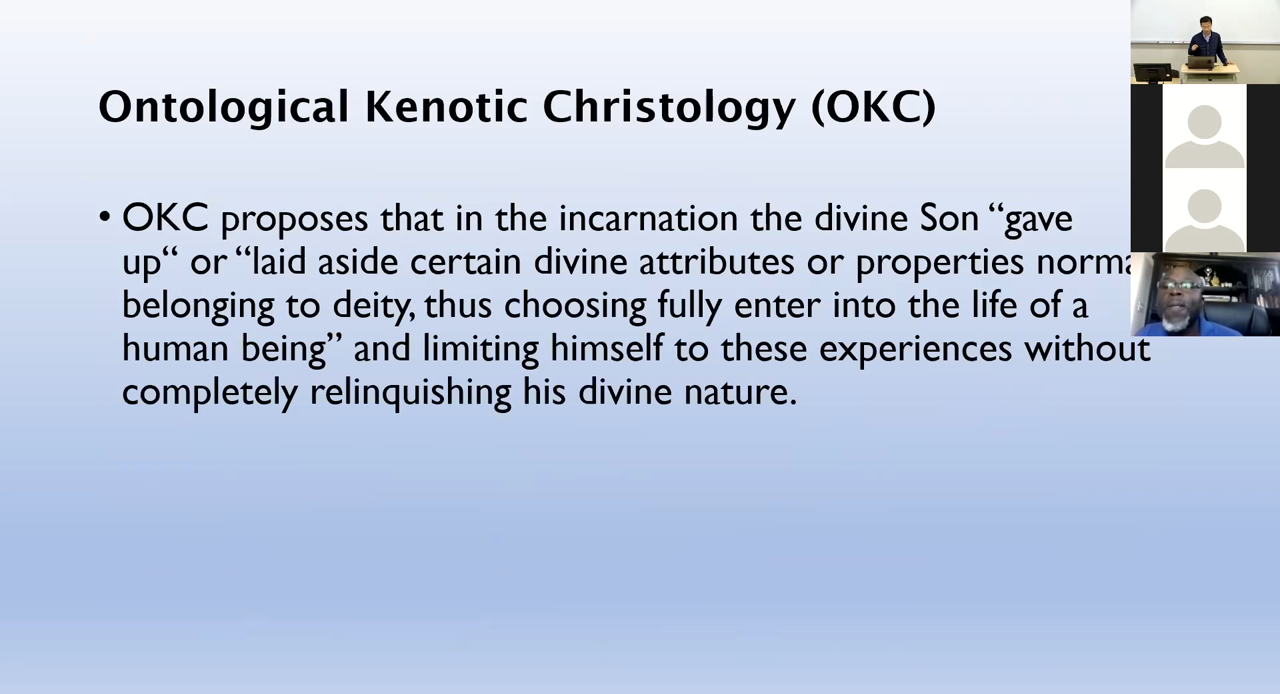 Ontological Kenotic Christology (OKC)
• OKC proposes that in the incarnation the divine Son “gave
up“ or “laid aside certain divine attributes or properties
belonging to deity, thus choosing fully enter into the life of a
human being” and limiting himself to these experiences without
completely relinquishing his divine nature.